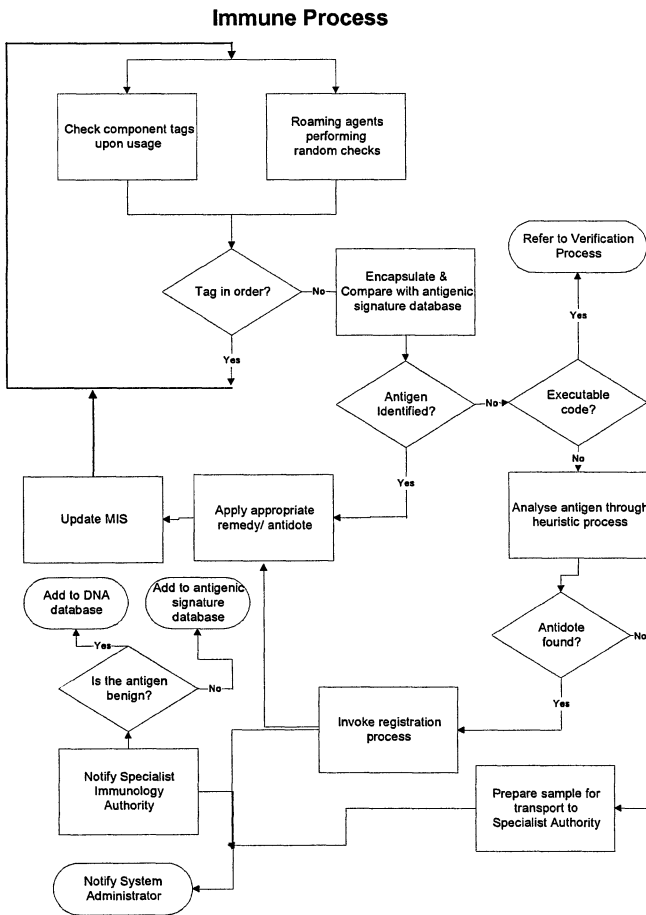 Immune Process
Check component tags
upon usage
Roaming agents
performing
random checks
Refer to Verification
Process
Tag in order?
No
Encapsulate &
Compare with antigenic
signature database
Yes
Yes
Antigen
Identified?
No
Executable
code?
No
Yes
Update MIS
Apply appropriate
remedy/ antidote
Analyse antigen through
heuristic process
Add to DNA
database
Add to antigenic
signature
database
Antidote
found?
No
Yes
Is the antigen
benign?
No
Yes
Invoke registration
process
Notify Specialist
Immunology
Authority
Prepare sample for
transport to
Specialist Authority
Notify System
Administrator